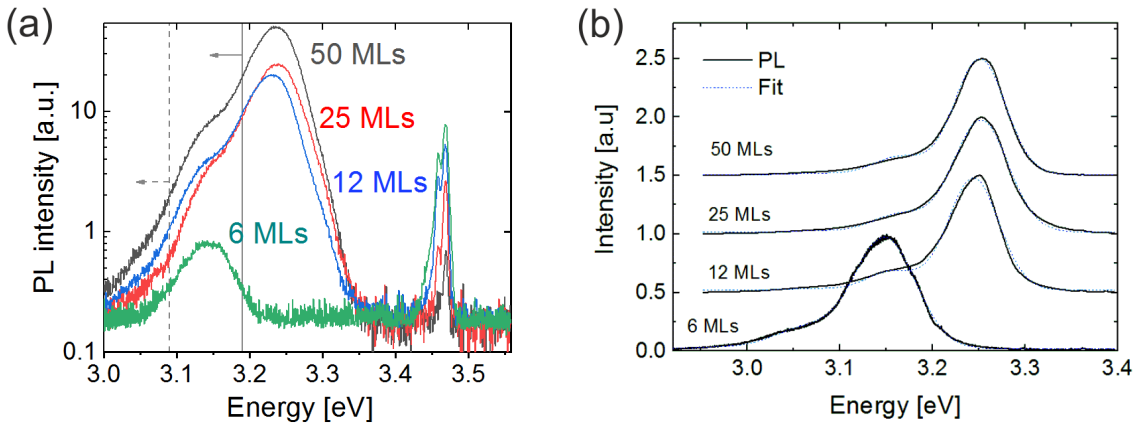 (a)
PL intensity [a.u.]
10
1
0.1
50 MLs
25 MLs
12 MLs
6 MLs
3.0 3.1 3.2 3.3 3.4 3.5
Energy [eV]
(b)
Intensity [a.u]
2.5
2.0
1.5
1.0
0.5
0.0
PL
Fit
50 MLs
25 MLs
12 MLs
6 MLs
3.0 3.1 3.2 3.3 3.4
Energy [eV]